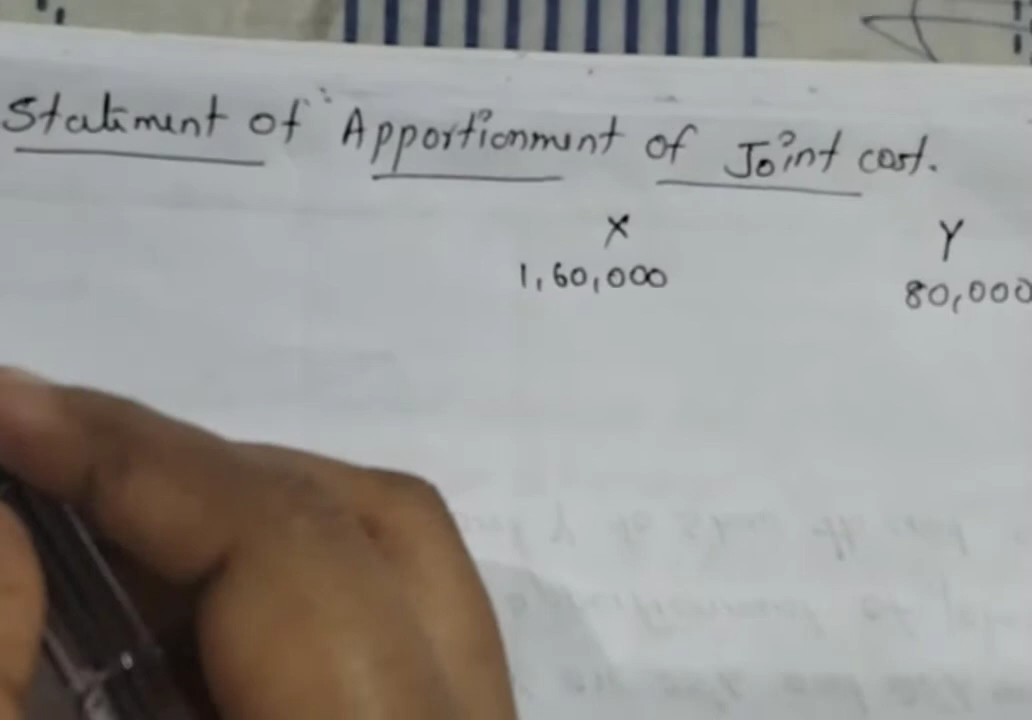 Statement of Apportionment of Joint cost.
X Y
1,60,000 80,000